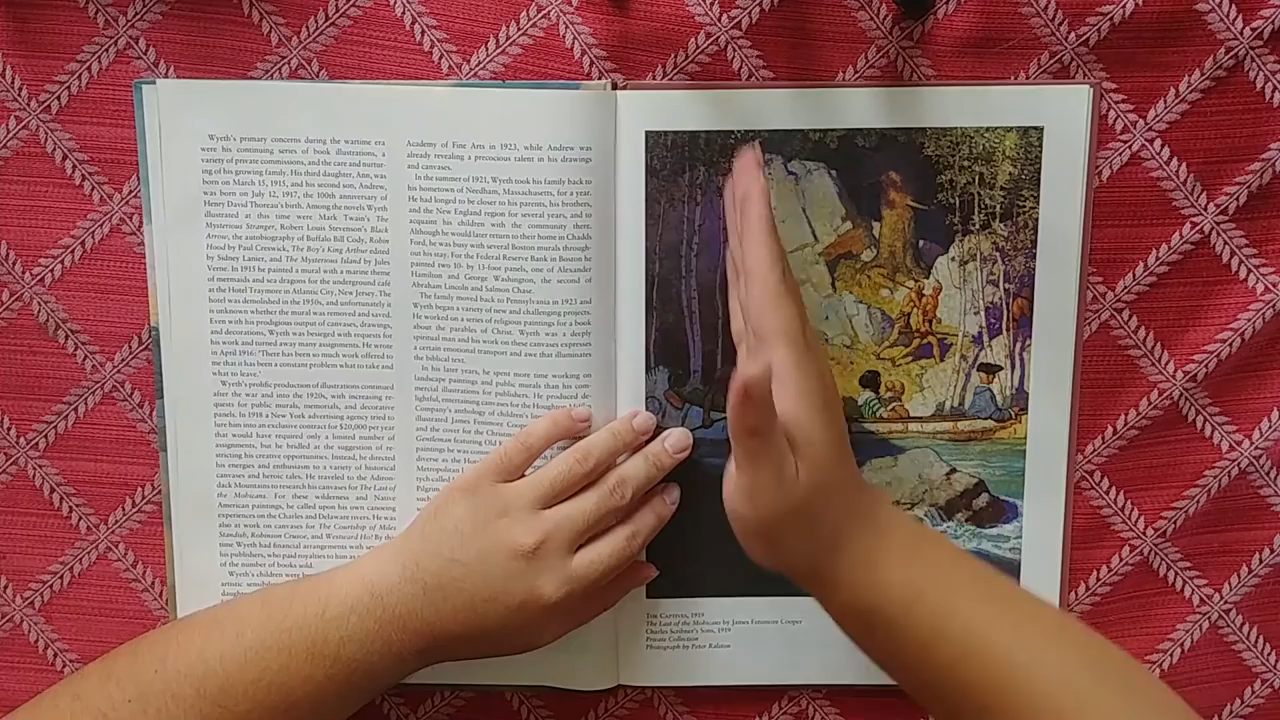 Wyeth's primary concerns during the wartime era
were his continuing series of book illustrations, a
variety of private commissions, and the care and nurtur-
ing of his growing family. His third daughter, Ann, was
born on March 15, 1915, and his second son, Andrew,
was born on July 12, 1917, the 100th anniversary of
Henry David Thoreau's birth. Among the novels Wyeth
illustrated at this time were Mark Twain's The
Mysterious Stranger, Robert Louis Stevenson's Black
Arrow, the autobiography of Buffalo Bill Cody, Robin
Hood by Paul Creswick, The Boy's King Arthur edited
by Sidney Lanier, and The Mysterious Island by Jules
Verne. In 1915 he painted a mural with a marine theme
of mermaids and sea dragons for the underground café
at the Hotel Traymore in Atlantic City, New Jersey. The
hotel was demolished in the 1950s, and unfortunately it
is unknown whether the mural was removed and saved.
Even with his prodigious output of canvases, drawings,
and decorations, Wyeth was besieged with requests for
his work and turned away many assignments. He wrote
in April 1916: 'There has been so much work offered to
me that it has been a constant problem what to take and
what to leave.'
Wyeth's prolific production of illustrations continued
after the war and into the 1920s, with increasing re-
quests for public murals, memorials, and decorative
panels. In 1918 a New York advertising agency tried to
lure him into an exclusive contract for $20,000 per year
that would have required only a limited number of
assignments, but he bridled at the suggestion of re-
stricting his creative opportunities. Instead, he directed
his energies and enthusiasms to a variety of historical
canvases and heroic tales. He traveled to the Adiron-
dack Mountains to research his canvases for The Last of
the Mohicans. For these wilderness and Native
American paintings, he called upon his own canoeing
experiences on the Charles and Delaware rivers. He was
also at work on canvases for The Courtship of Miles
Standish, Robinson Crusoe, and Westward Ho! By this
time Wyeth had financial arrangements with
his publishers, who paid royalties to him as
of the number of books sold.
Wyeth's children were
artistic
Academy of Fine Arts in 1923, while Andrew was
already revealing a precocious talent in his drawings
and canvases.
In the summer of 1921, Wyeth took his family back to
his hometown of Needham, Massachusetts, for a year.
He had longed to be closer to his parents, his brothers,
and the New England region for several years, and to
acquaint his children with the community there.
Although he would later return to their home in Chadds
Ford, he was busy with several Boston murals through-
out his stay. For the Federal Reserve Bank in Boston he
painted two 10- by 13-foot panels, one of Alexander
Hamilton and George Washington, the second of
Abraham Lincoln and Salmon Chase.
The family moved back to Pennsylvania in 1923 and
Wyeth began a variety of new and challenging projects.
He worked on a series of religious paintings for a book
about the parables of Christ. Wyeth was a deeply
spiritual man and his work on these canvases expresses
a certain emotional transport and awe that illuminates
the biblical text.
In his later years, he spent more time working on
landscape paintings and public murals than his com-
mercial illustrations for publishers. He produced de-
lightful, entertaining canvases for the Houghton Mifflin
Company's anthology of children's
illustrated James Fenimore
and the cover for the Christmas
Gentleman featuring Old
paintings he was
diverse as the
Metropolitan
called
Pilgrim
THE CAPTIVES, 1919
The Last of the Mohicans by James Fenimore Cooper
Charles Scribner's Sons, 1919
Private Collection
Photograph by Peter Ralston